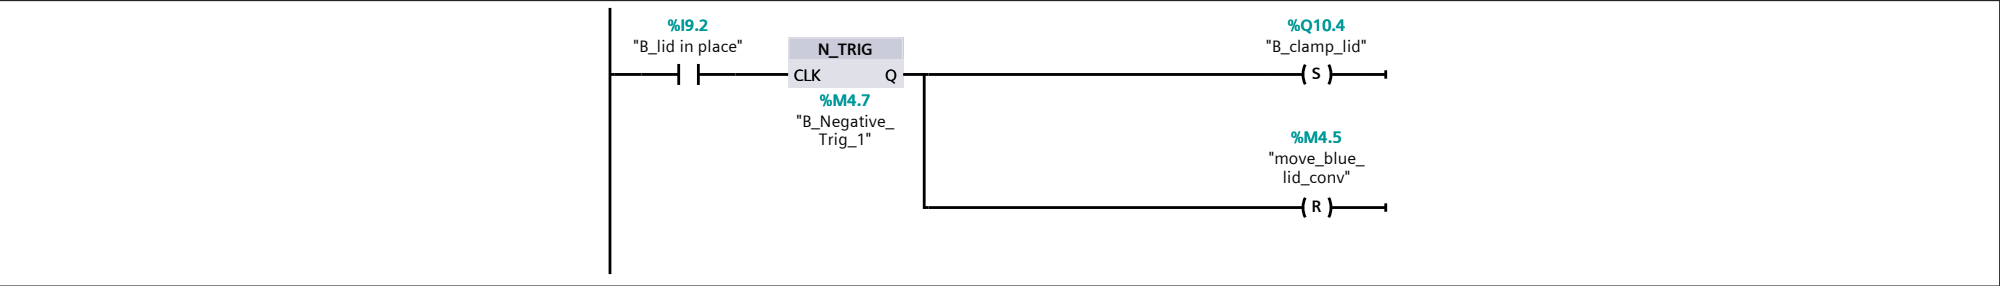 %I9.2
"B_lid in place"
N_TRIG
CLK Q
%M4.7
"B_Negative_
Trig_1"
%Q10.4
"B_clamp_lid"
S
%M4.5
"move_blue_
lid_conv"
R